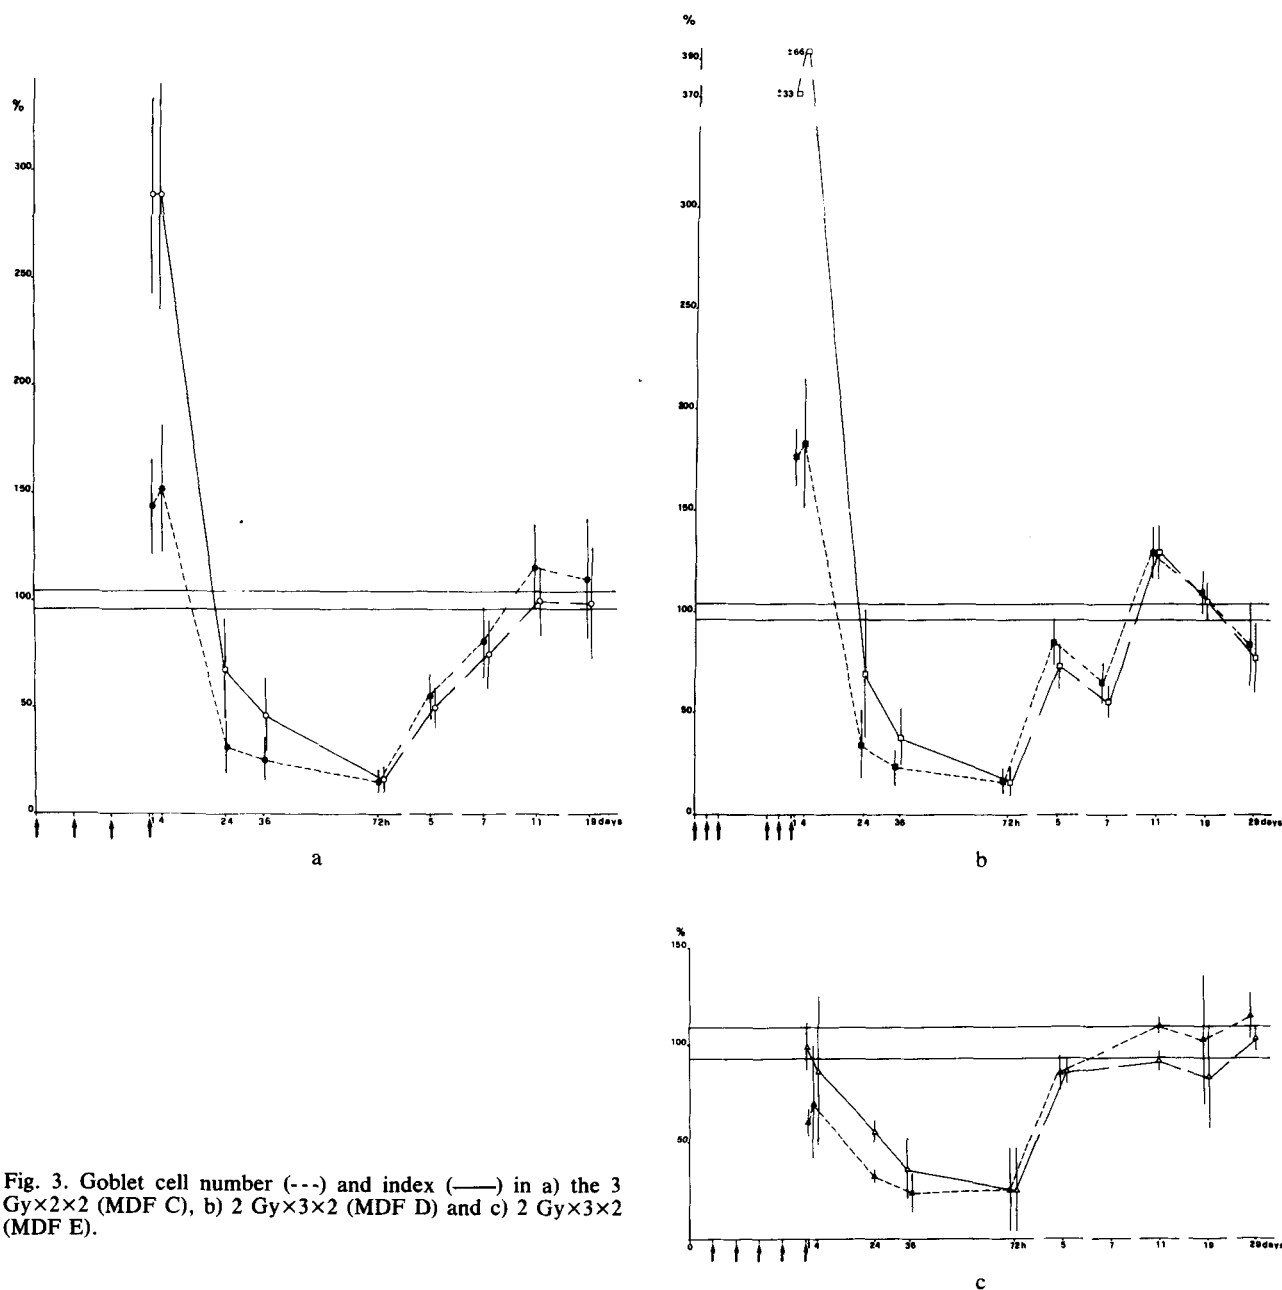 %
300
250
200
150
100
50
0
1 4 24 36 72h 5 7 11 19 days
a
%
390
370
±66
±33
300
250
200
150
100
50
0
1 4 24 36 72h 5 7 11 19 29 days
b
%
150
100
50
0
1 4 24 36 72h 5 7 11 19 29 days
c
Fig. 3. Goblet cell number (---) and index (——) in a) the 3
Gy×2×2 (MDF C), b) 2 Gy×3×2 (MDF D) and c) 2 Gy×3×2
(MDF E).